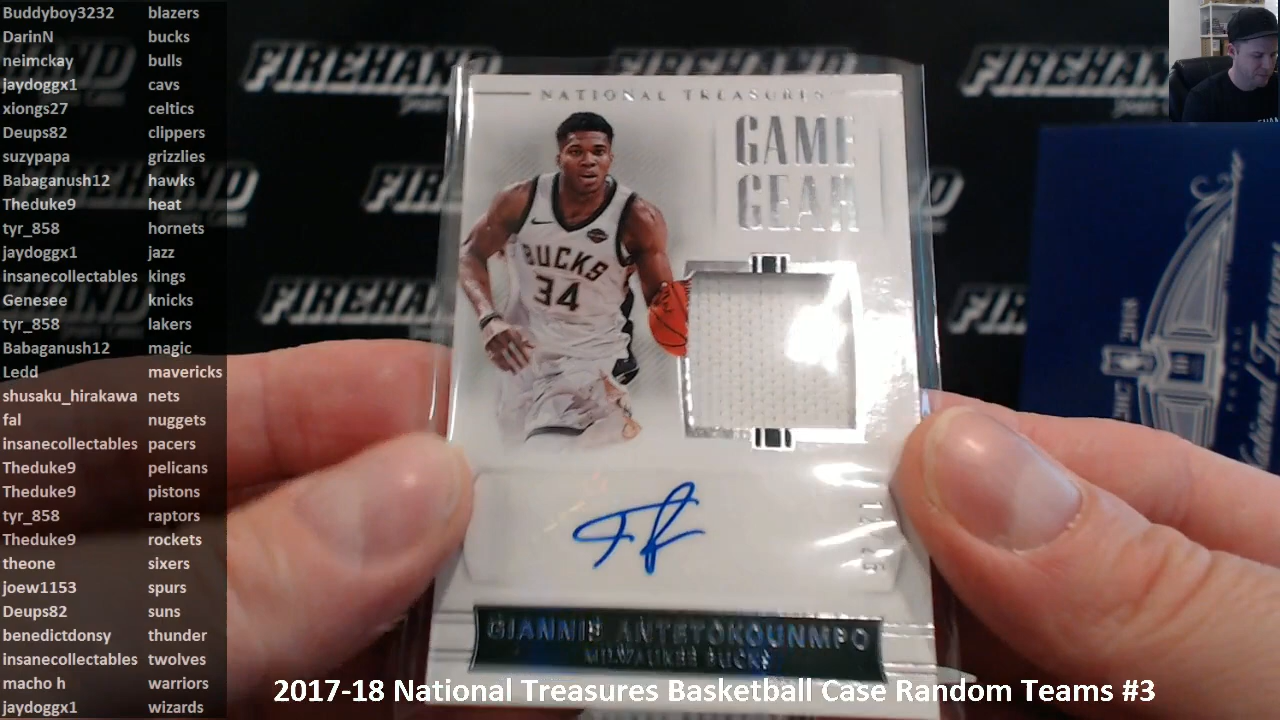 Buddyboy3232 blazers
DarinN bucks
neimckay bulls
jaydoggx1 cavs
xiongs27 celtics
Deups82 clippers
suzypapa grizzlies
Babaganush12 hawks
Theduke9 heat
tyr_858 hornets
jaydoggx1 jazz
insanecollectables kings
Genesee knicks
tyr_858 lakers
Babaganush12 magic
Ledd mavericks
shusaku_hirakawa nets
fal nuggets
insanecollectables pacers
Theduke9 pelicans
Theduke9 pistons
tyr_858 raptors
Theduke9 rockets
theone sixers
joew1153 spurs
Deups82 suns
benedictdonsy thunder
insanecollectables twolves
macho h warriors
jaydoggx1 wizards
FIREHAND
FIREHAND
NATIONAL TREASURES
GAME
GEAR
BUCKS
34
12/25
GIANNIS ANTETOKOUNMPO
MILWAUKEE BUCKS
2017-18 National Treasures Basketball Case Random Teams #3